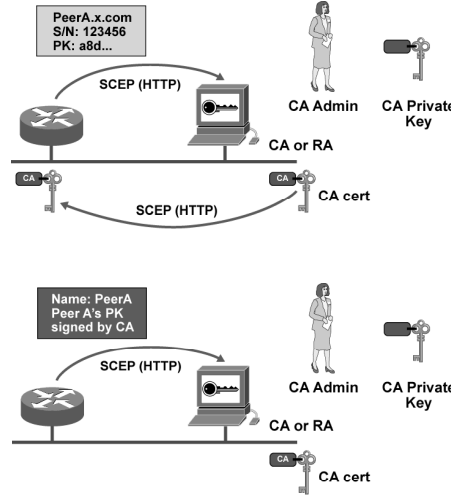 PeerA.x.com
S/N: 123456
PK: a8d...
SCEP (HTTP)
CA Admin
CA Private
Key
CA or RA
CA
CA
CA cert
SCEP (HTTP)
Name: PeerA
Peer A's PK
signed by CA
SCEP (HTTP)
CA Admin
CA Private
Key
CA or RA
CA
CA cert